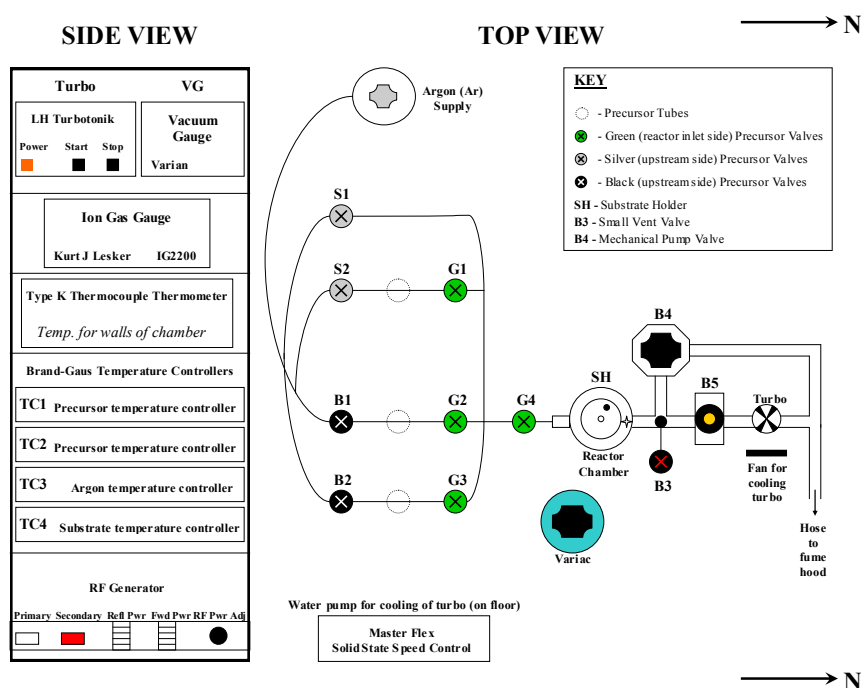 SIDE VIEW
TOP VIEW
N
Turbo
VG
LH Turbotonik
Power Start Stop
Vacuum
Gauge
Varian
Ion Gas Gauge
Kurt J Lesker IG2200
Type K Thermocouple Thermometer
Temp. for walls of chamber
Brand-Gaus Temperature Controllers
TC1 Precursor temperature controller
TC2 Precursor temperature controller
TC3 Argon temperature controller
TC4 Substrate temperature controller
RF Generator
Primary Secondary Refl Pwr Fwd Pwr RF Pwr Adj
Argon (Ar)
Supply
KEY
- Precursor Tubes
- Green (reactor inlet side) Precursor Valves
- Silver (upstream side) Precursor Valves
- Black (upstream side) Precursor Valves
SH - Substrate Holder
B3 - Small Vent Valve
B4 - Mechanical Pump Valve
S1
S2
G1
B1
G2
G4
B2
G3
SH
Reactor
Chamber
B4
B5
Turbo
B3
Fan for
cooling
turbo
Variac
Hose
to
fume
hood
Water pump for cooling of turbo (on floor)
Master Flex
Solid State Speed Control
N